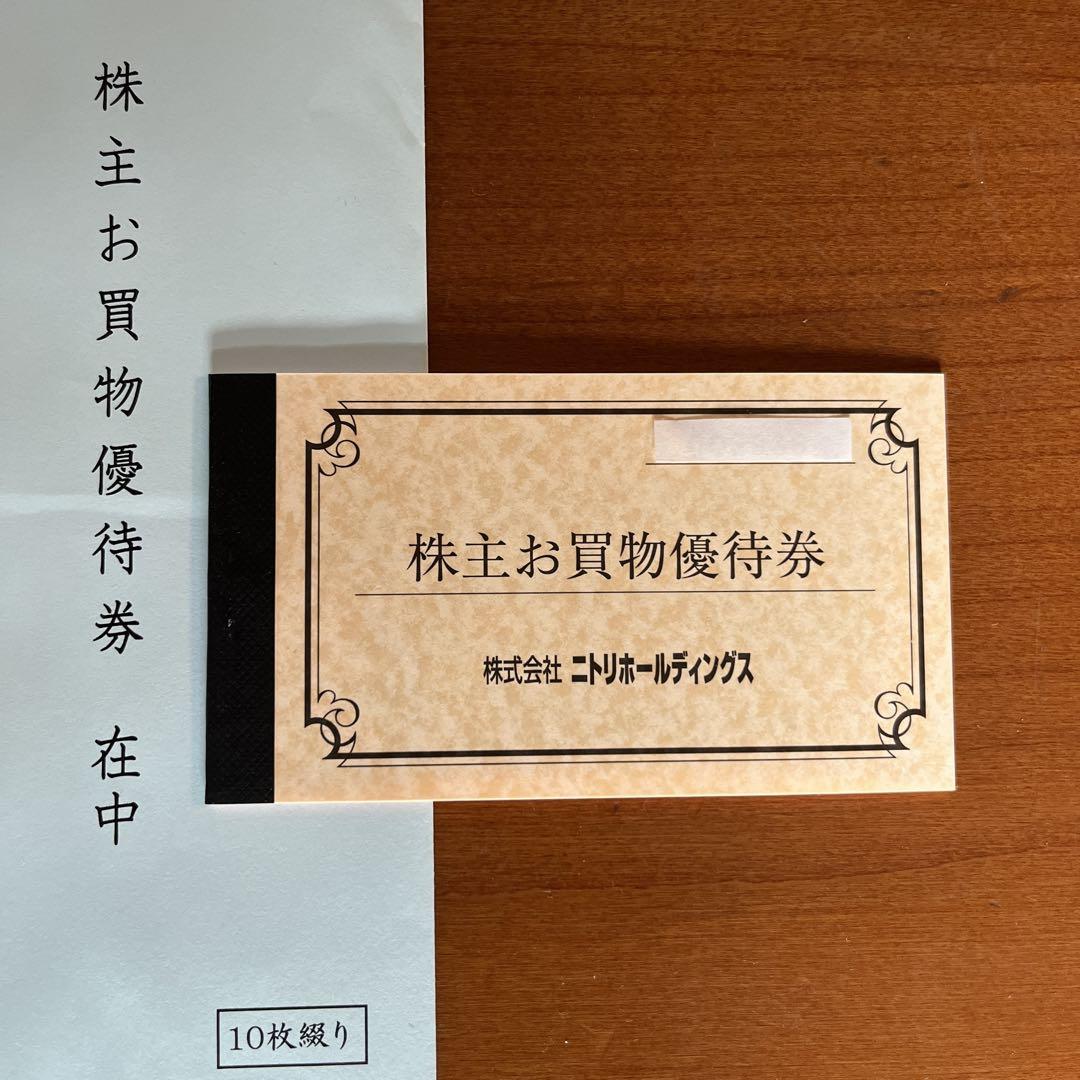 株主お買物優待券 在中
10枚綴り
株主お買物優待券
株式会社 ニトリホールディングス